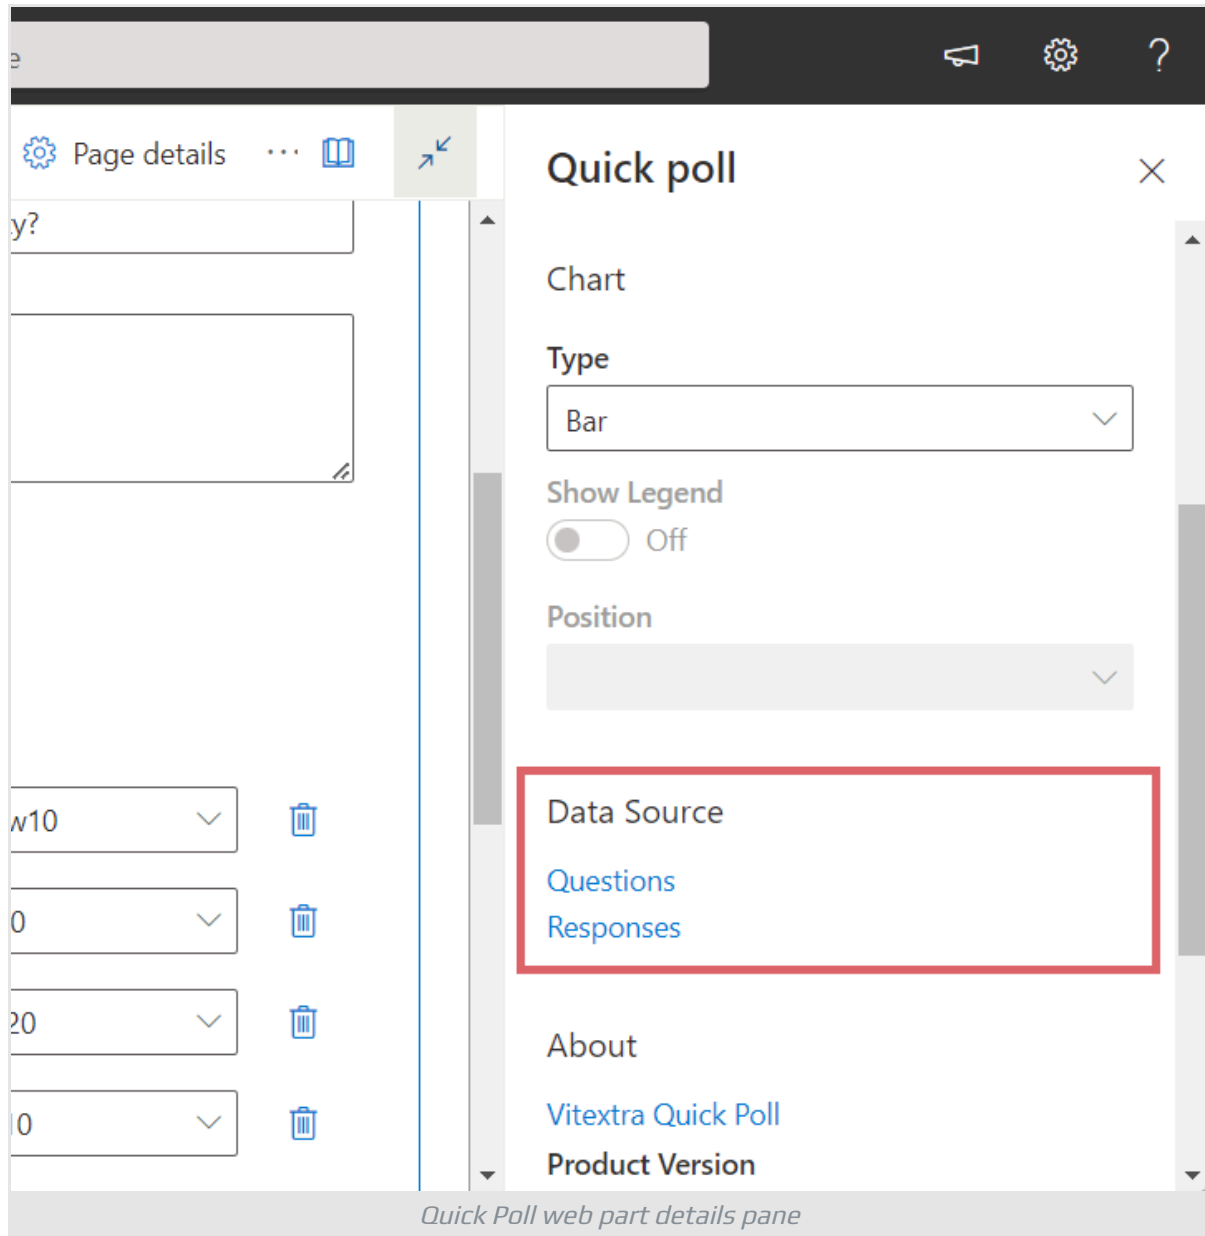 e
Page details ...
Quick poll
y?
Chart
Type
Bar
Show Legend
Off
Position
Data Source
w10
Questions
0
Responses
20
About
10
Vitextra Quick Poll
Product Version
Quick Poll web part details pane